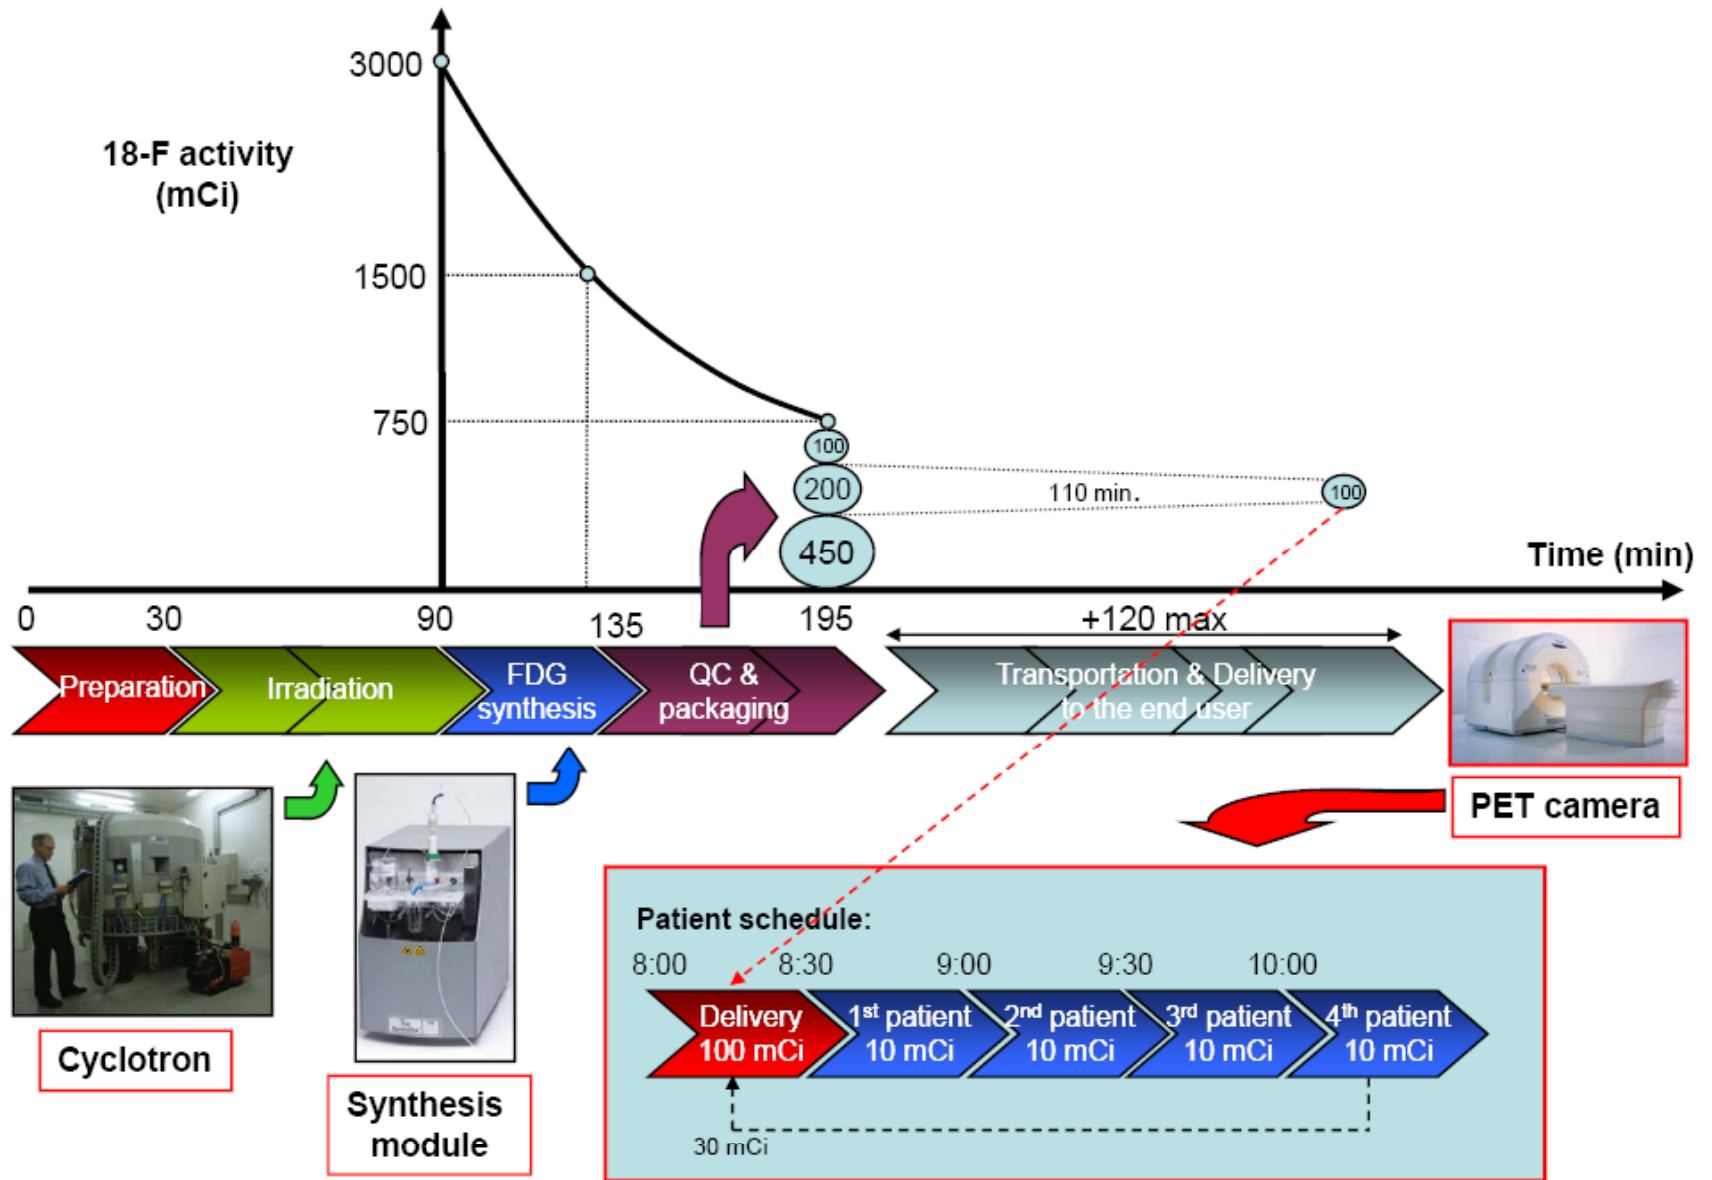 3000
18-F activity
(mCi)
1500
750
100
200
110 min.
100
450
Time (min)
0
30
90
135
195
+120 max
Preparation
Irradiation
FDG
synthesis
QC &
packaging
Transportation & Delivery
to the end user
PET camera
Cyclotron
Synthesis
module
Patient schedule:
8:00
8:30
9:00
9:30
10:00
Delivery
100 mCi
1st patient
10 mCi
2nd patient
10 mCi
3rd patient
10 mCi
4th patient
10 mCi
30 mCi